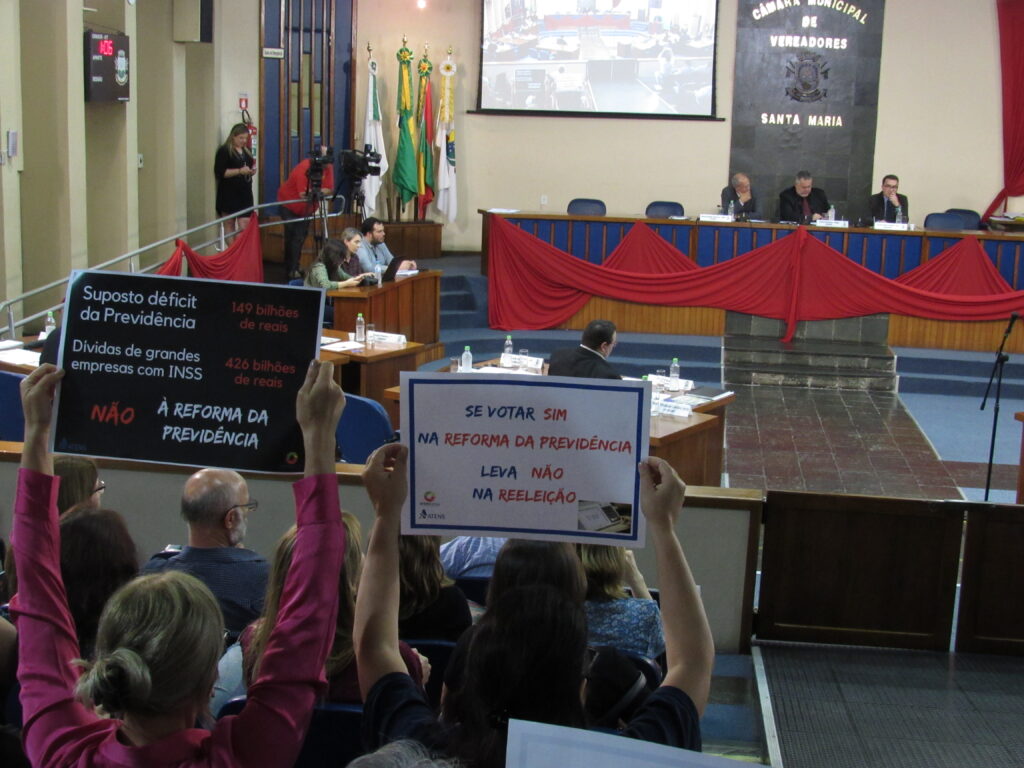 CÂMARA MUNICIPAL
DE
VEREADORES
SANTA MARIA
Suposto déficit
da Previdência
149 bilhões
de reais
Dívidas de grandes
empresas com INSS
426 bilhões
de reais
NÃO À REFORMA DA
PREVIDÊNCIA
SE VOTAR SIM
NA REFORMA DA PREVIDÊNCIA
LEVA NÃO
NA REELEIÇÃO
ATENS